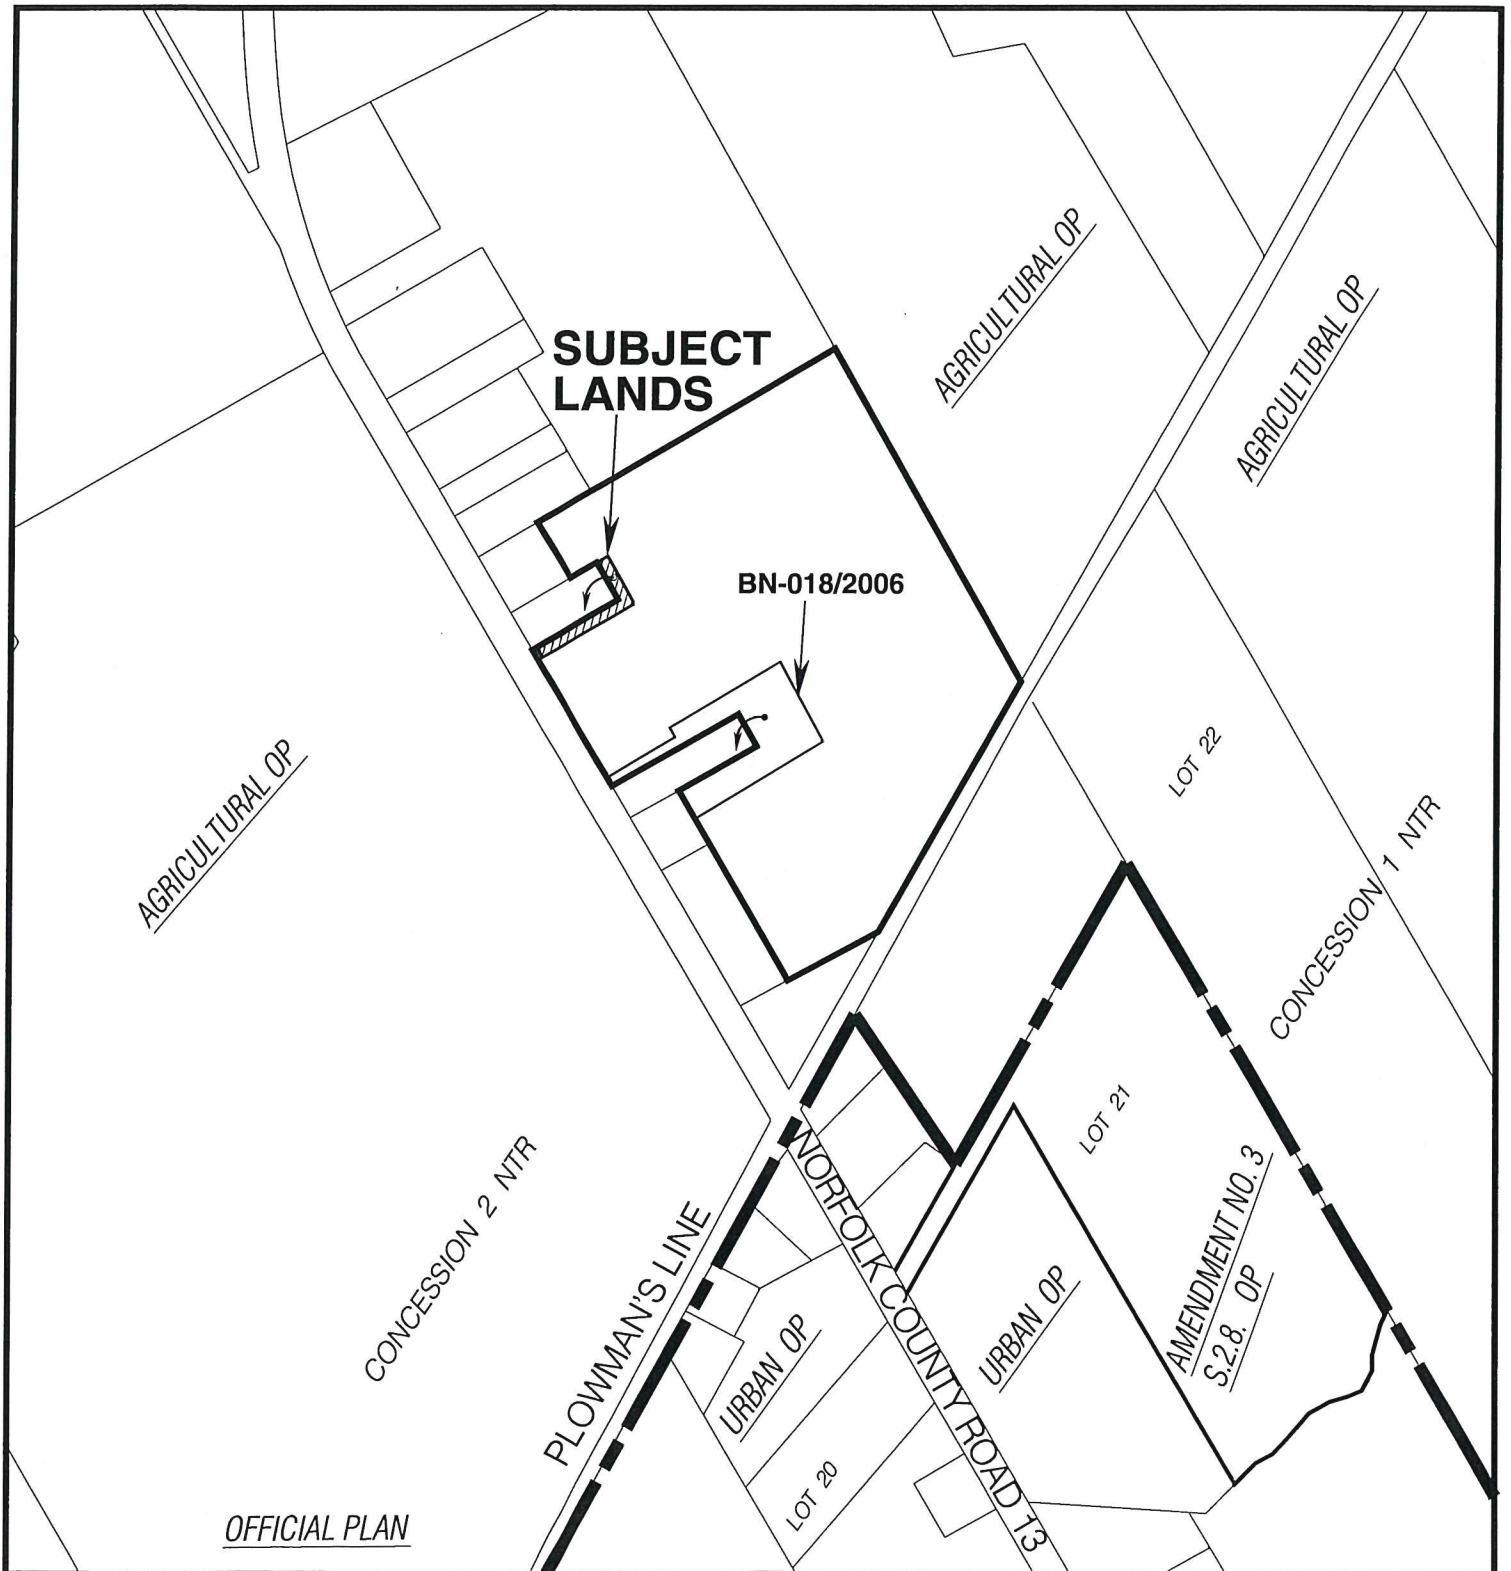 SUBJECT
LANDS
AGRICULTURAL OP
AGRICULTURAL OP
BN-018/2006
AGRICULTURAL OP
LOT 22
CONCESSION 1 NTR
LOT 21
CONCESSION 2 NTR
PLOWMAN'S LINE
NORFOLK COUNTY ROAD 13
AMENDMENT NO. 3
S.2.8. OP
URBAN OP
URBAN OP
LOT 20
OFFICIAL PLAN